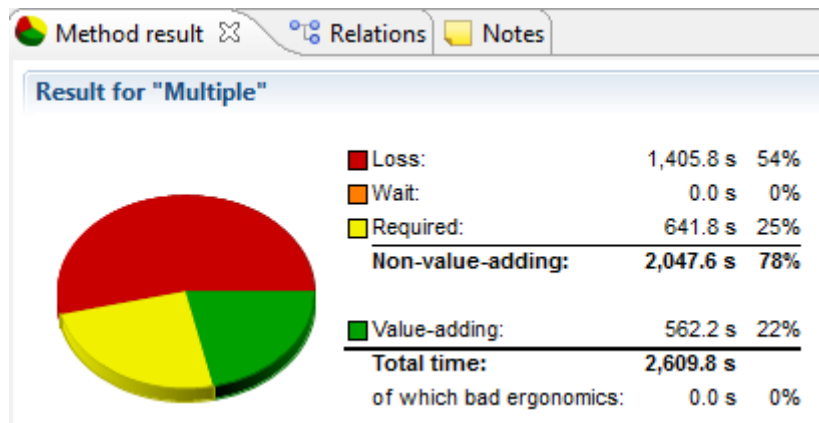 Method result Relations Notes
Result for "Multiple"
Loss: 1,405.8 s 54%
Wait: 0.0 s 0%
Required: 641.8 s 25%
Non-value-adding: 2,047.6 s 78%
Value-adding: 562.2 s 22%
Total time: 2,609.8 s
of which bad ergonomics: 0.0 s 0%